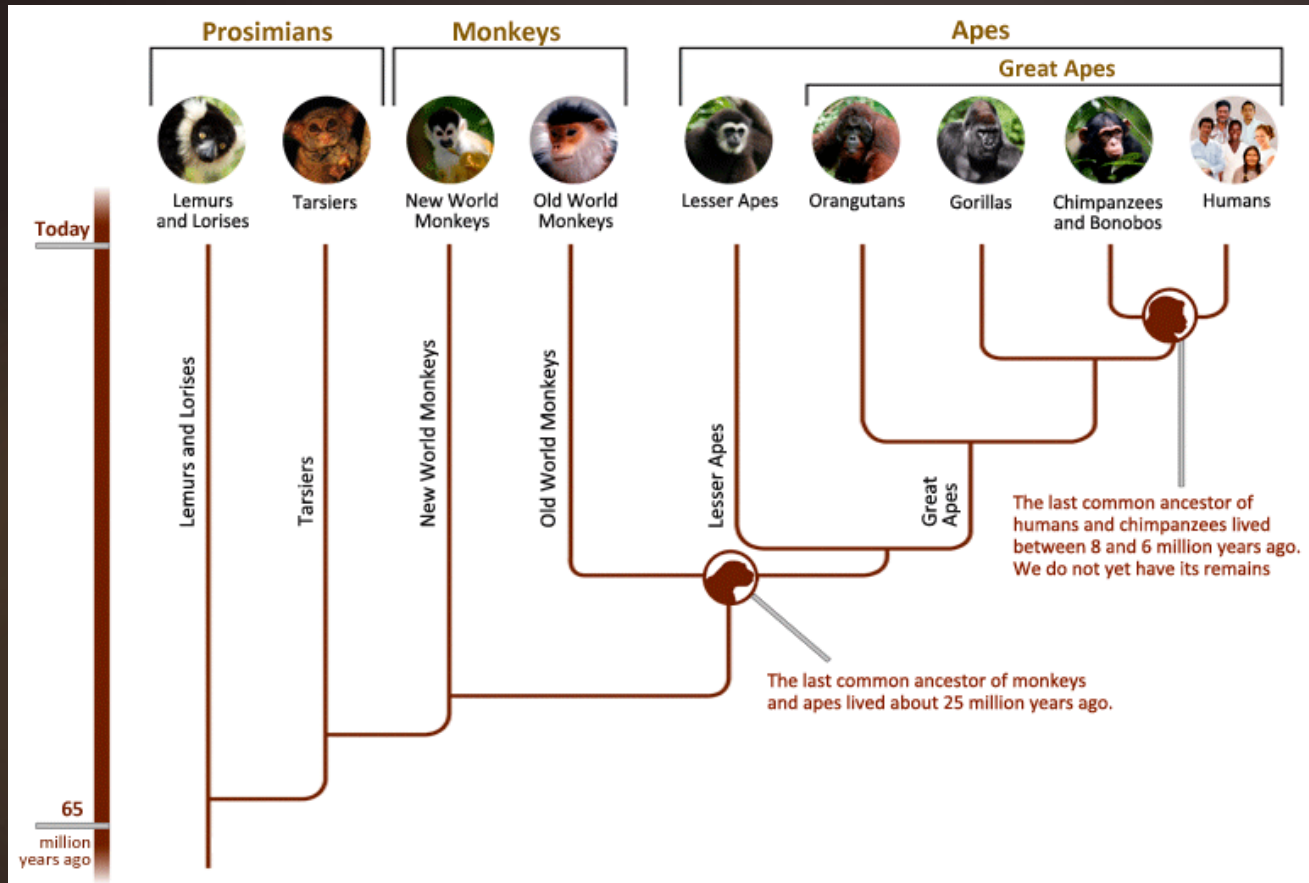 Prosimians
Monkeys
Apes
Great Apes
Lemurs
and Lorises
Tarsiers
New World
Monkeys
Old World
Monkeys
Lesser Apes
Orangutans
Gorillas
Chimpanzees
and Bonobos
Humans
Today
Lemurs and Lorises
Tarsiers
New World Monkeys
Old World Monkeys
Lesser Apes
Great
Apes
The last common ancestor of
humans and chimpanzees lived
between 8 and 6 million years ago.
We do not yet have its remains
The last common ancestor of monkeys
and apes lived about 25 million years ago.
65
million
years ago